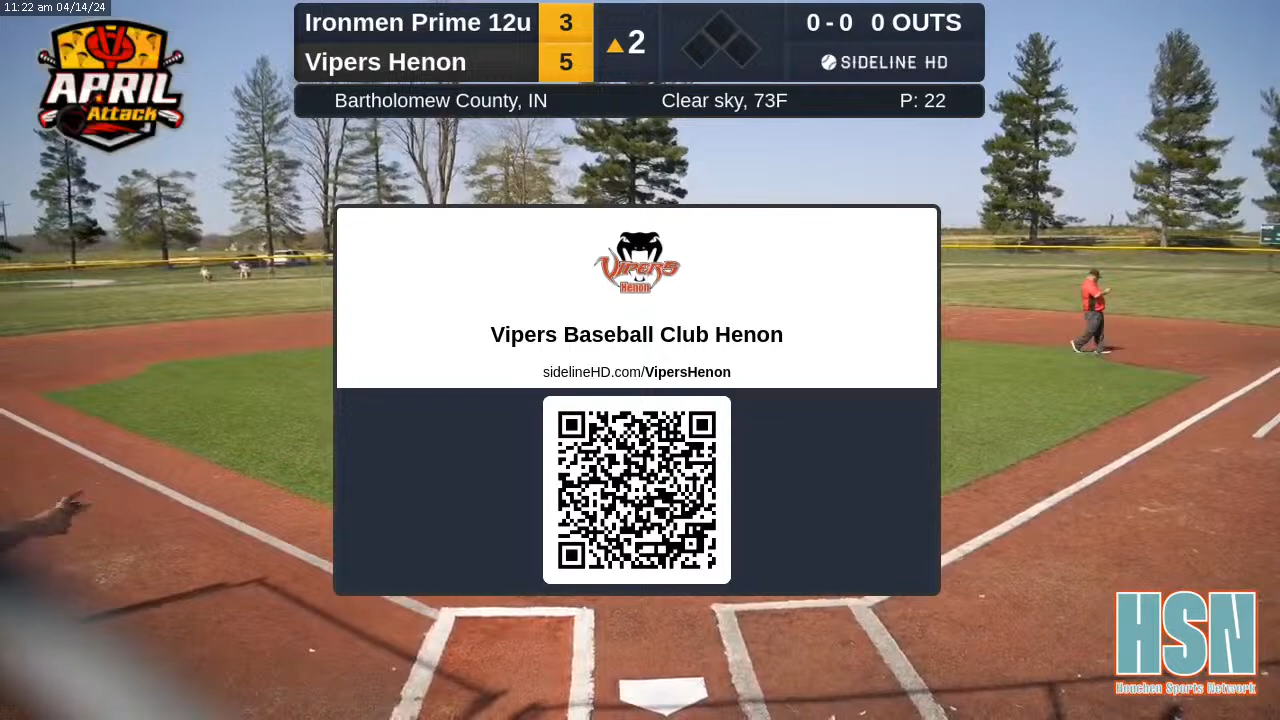 11:22 am 04/14/24
APRIL
Attack
Ironmen Prime 12u 3
Vipers Henon 5
2
0 - 0 0 OUTS
SIDELINE HD
Bartholomew County, IN Clear sky, 73F P: 22
VIPERS
Henon
Vipers Baseball Club Henon
sidelineHD.com/VipersHenon
HSN
Houchen Sports Network